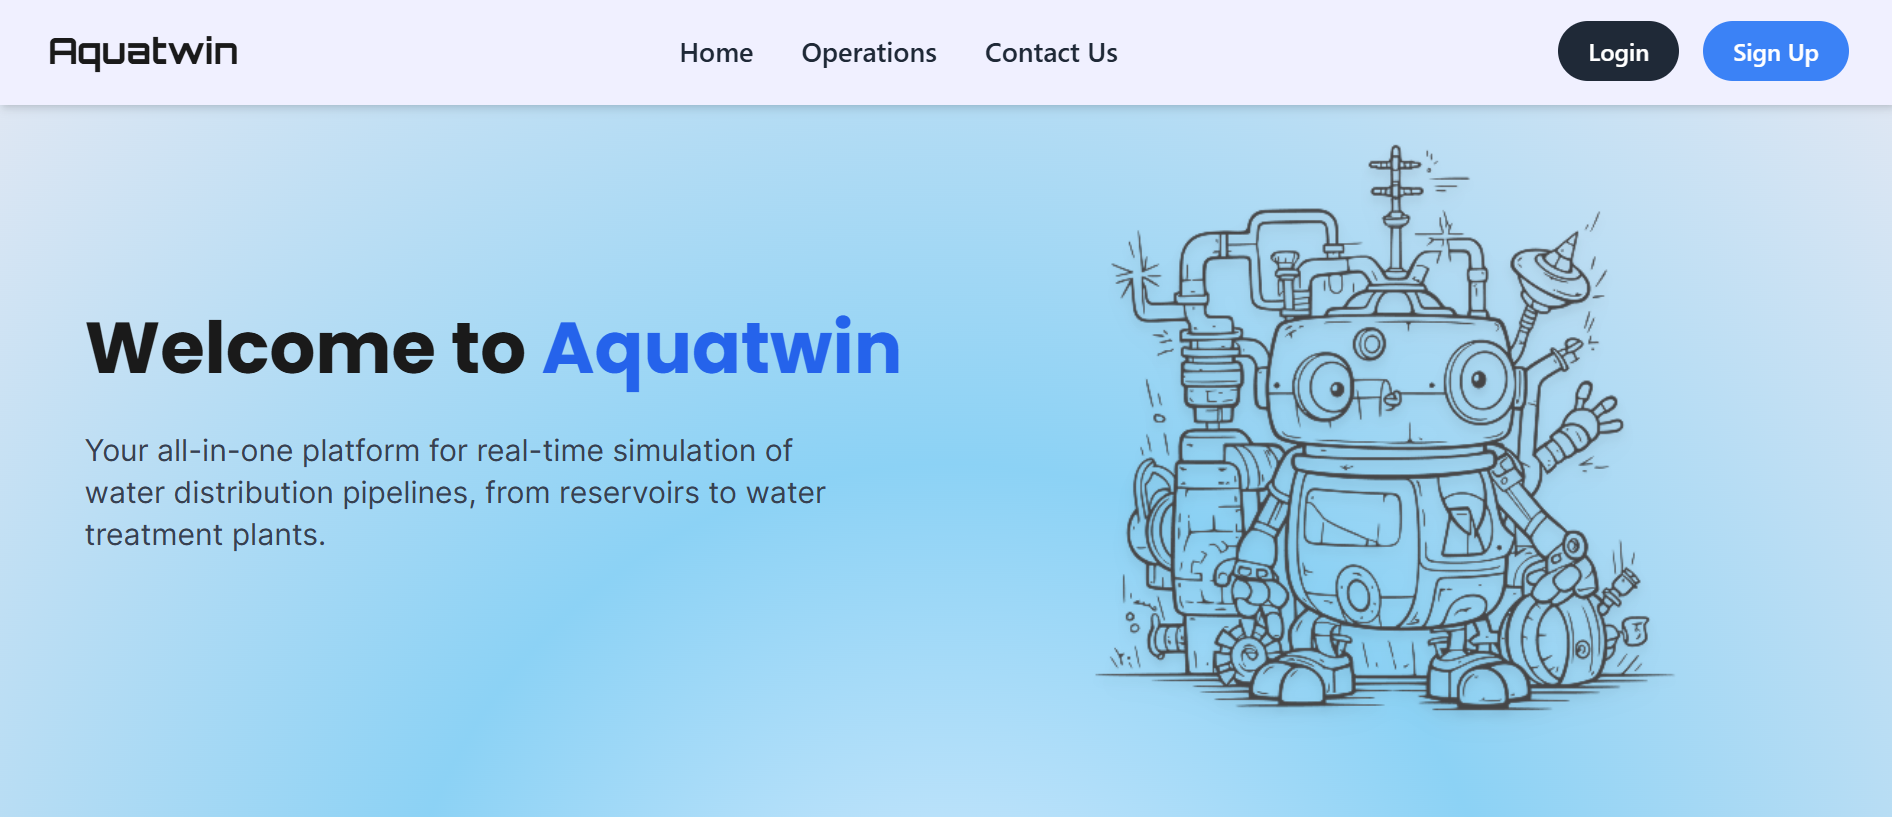 Aquatwin
Home
Operations
Contact Us
Login
Sign Up
Welcome to Aquatwin
Your all-in-one platform for real-time simulation of
water distribution pipelines, from reservoirs to water
treatment plants.